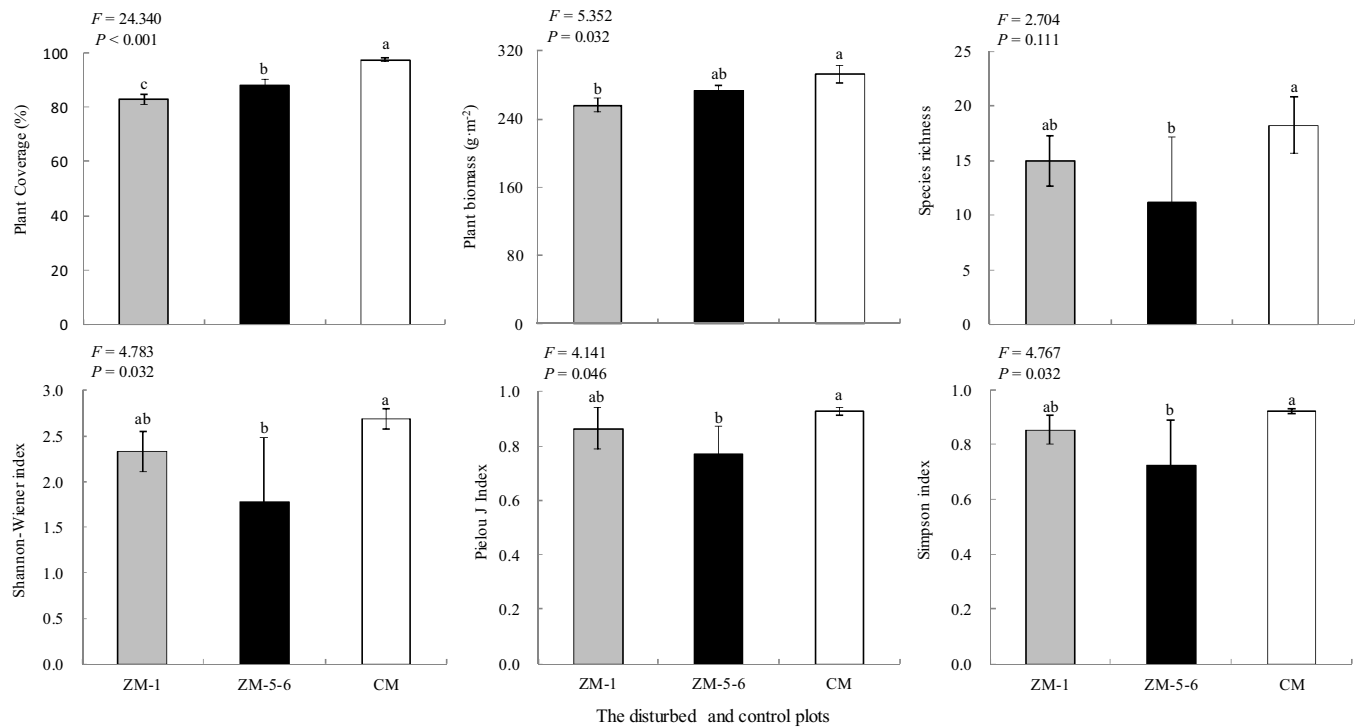 F = 24.340
P < 0.001
Plant Coverage (%)
100
80
60
40
20
0
c
b
a
F = 5.352
P = 0.032
Plant biomass (g·m-2)
320
240
160
80
0
b
ab
a
F = 2.704
P = 0.111
Species richness
25
20
15
10
5
0
ab
b
a
F = 4.783
P = 0.032
Shannon-Wiener index
3.0
2.5
2.0
1.5
1.0
0.5
0.0
ab
b
a
ZM-1 ZM-5-6 CM
F = 4.141
P = 0.046
Pielou J Index
1.0
0.8
0.6
0.4
0.2
0.0
ab
b
a
ZM-1 ZM-5-6 CM
F = 4.767
P = 0.032
Simpson index
1.0
0.8
0.6
0.4
0.2
0.0
ab
b
a
ZM-1 ZM-5-6 CM
The disturbed and control plots